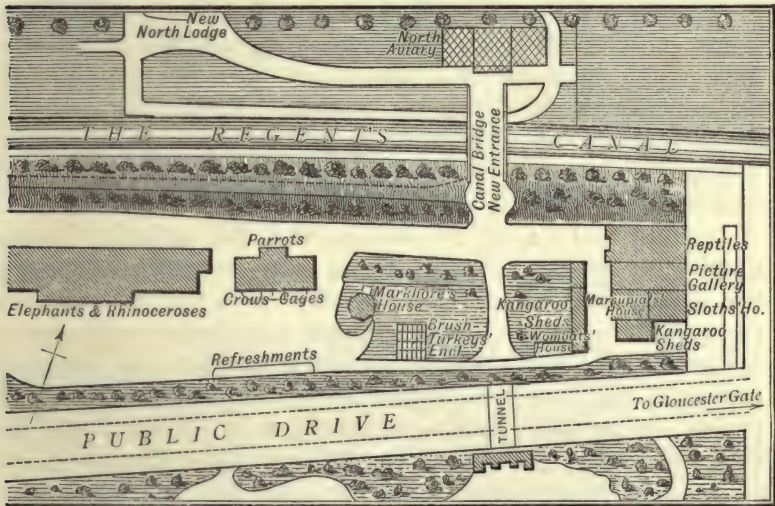 New
North Lodge
North
Aviary
THE REGENT'S CANAL
Canal Bridge
New Entrance
Parrots
Reptiles
Picture
Gallery
Elephants & Rhinoceroses
Crows-Cages
Markhore's
House
Kangaroo
Sheds
Marsupial's
House
Sloths' Ho.
Brush-
Turkeys'
Encl.
Wombats'
House
Kangaroo
Sheds
Refreshments
To Gloucester Gate
PUBLIC DRIVE
TUNNEL